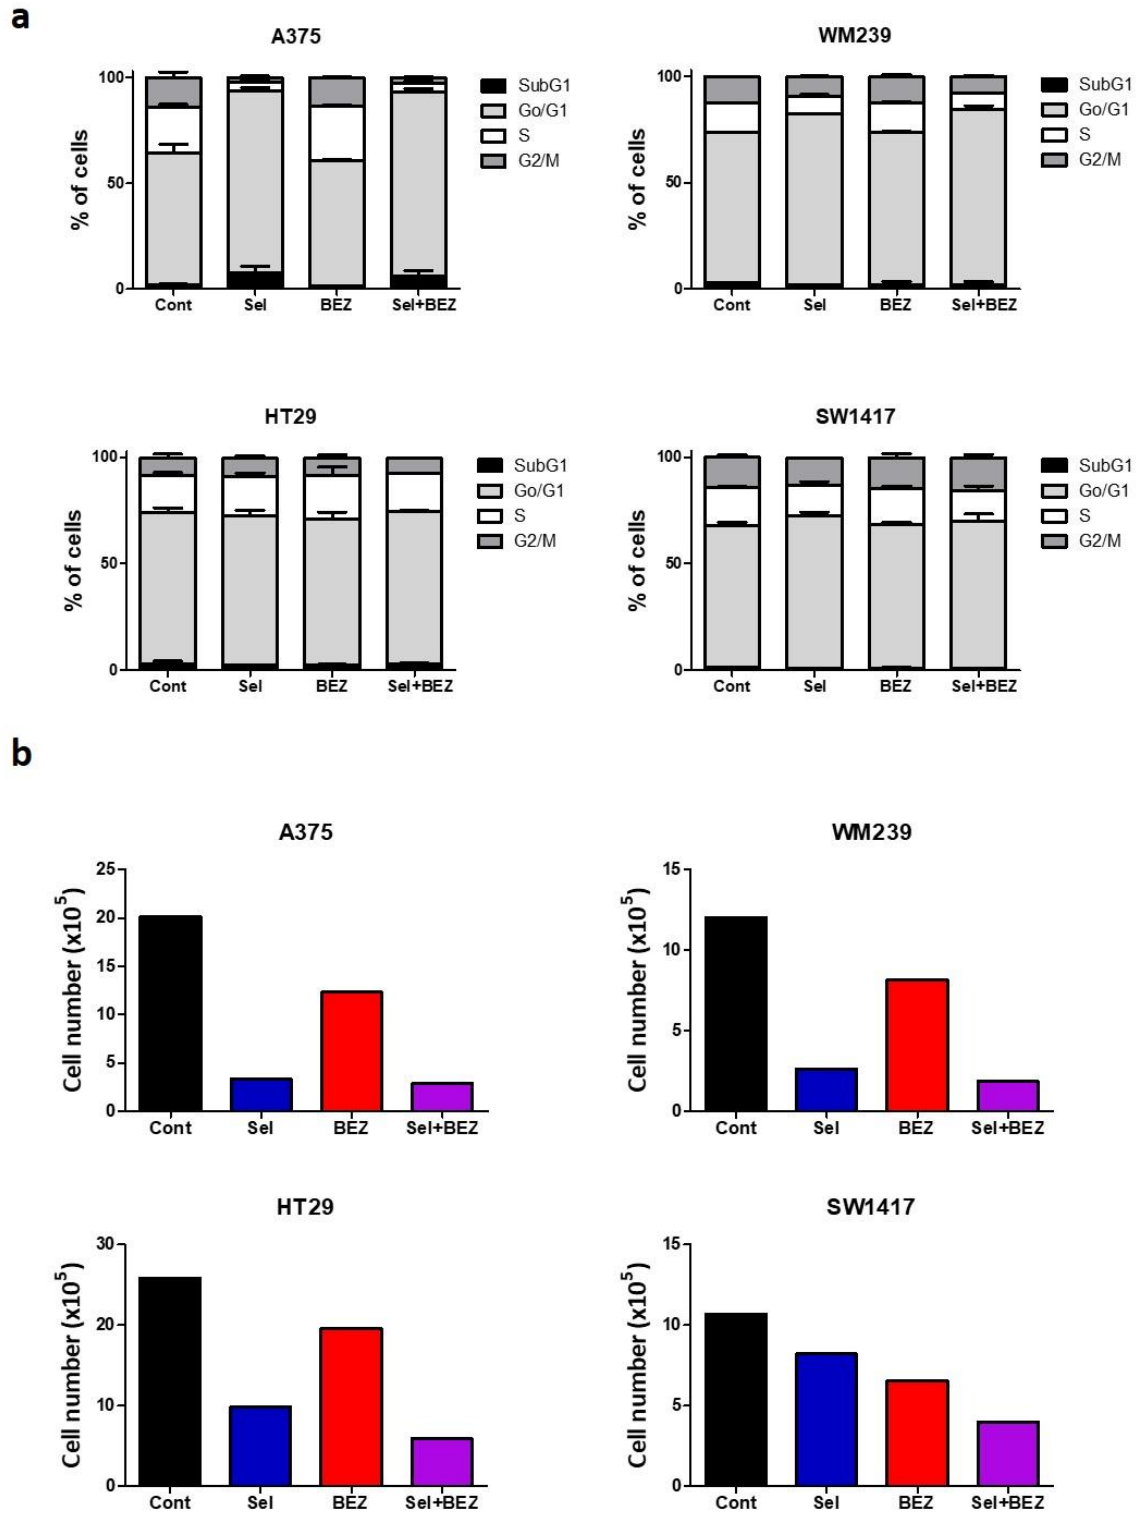 a
A375
% of cells
100
50
0
Cont Sel BEZ Sel+BEZ
SubG1
Go/G1
S
G2/M
WM239
% of cells
100
50
0
Cont Sel BEZ Sel+BEZ
SubG1
Go/G1
S
G2/M
HT29
% of cells
100
50
0
Cont Sel BEZ Sel+BEZ
SubG1
Go/G1
S
G2/M
SW1417
% of cells
100
50
0
Cont Sel BEZ Sel+BEZ
SubG1
Go/G1
S
G2/M
b
A375
Cell number (x10⁵)
25
20
15
10
5
0
Cont Sel BEZ Sel+BEZ
WM239
Cell number (x10⁵)
15
10
5
0
Cont Sel BEZ Sel+BEZ
HT29
Cell number (x10⁵)
30
20
10
0
Cont Sel BEZ Sel+BEZ
SW1417
Cell number (x10⁵)
15
10
5
0
Cont Sel BEZ Sel+BEZ